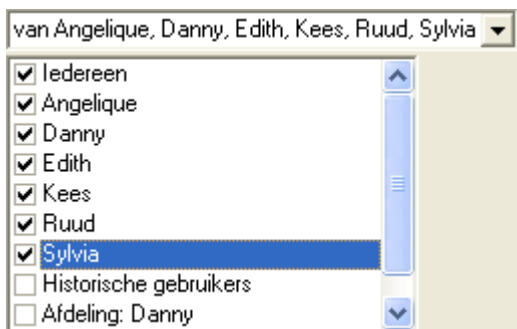 van Angelique, Danny, Edith, Kees, Ruud, Sylvia
Iedereen
Angelique
Danny
Edith
Kees
Ruud
Sylvia
Historische gebruikers
Afdeling: Danny